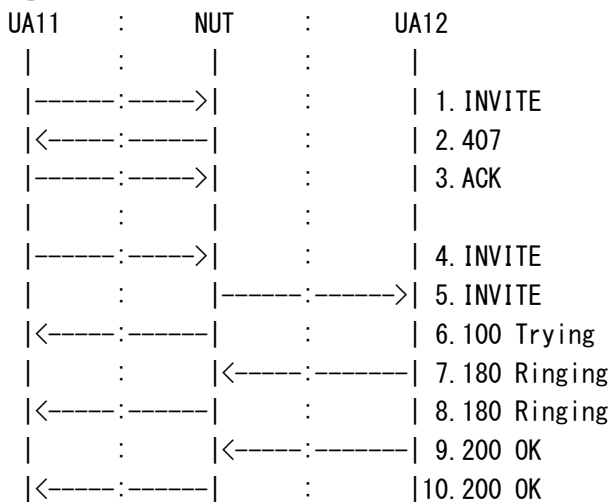 UA11      :      NUT      :      UA12
 |        :       |       :       |
 |------:----->|       :       | 1. INVITE
 |<-----:------|       :       | 2. 407
 |------:----->|       :       | 3. ACK
 |        :       |       :       |
 |------:----->|       :       | 4. INVITE
 |        :       |------:------>| 5. INVITE
 |<-----:------|       :       | 6. 100 Trying
 |        :       |<-----:-------| 7. 180 Ringing
 |<-----:------|       :       | 8. 180 Ringing
 |        :       |<-----:-------| 9. 200 OK
 |<-----:------|       :       |10. 200 OK